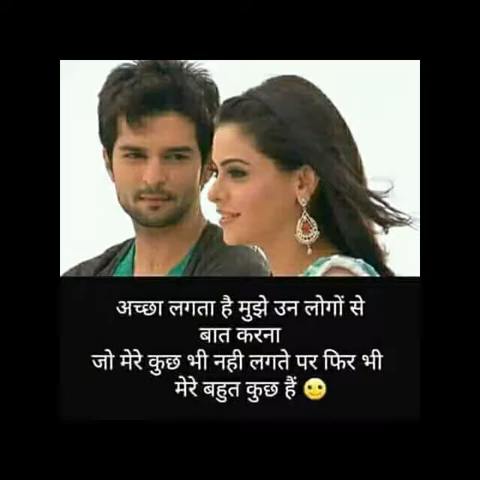 अच्छा लगता है मुझे उन लोगों से
बात करना
जो मेरे कुछ भी नही लगते पर फिर भी
मेरे बहुत कुछ हैं 🙂